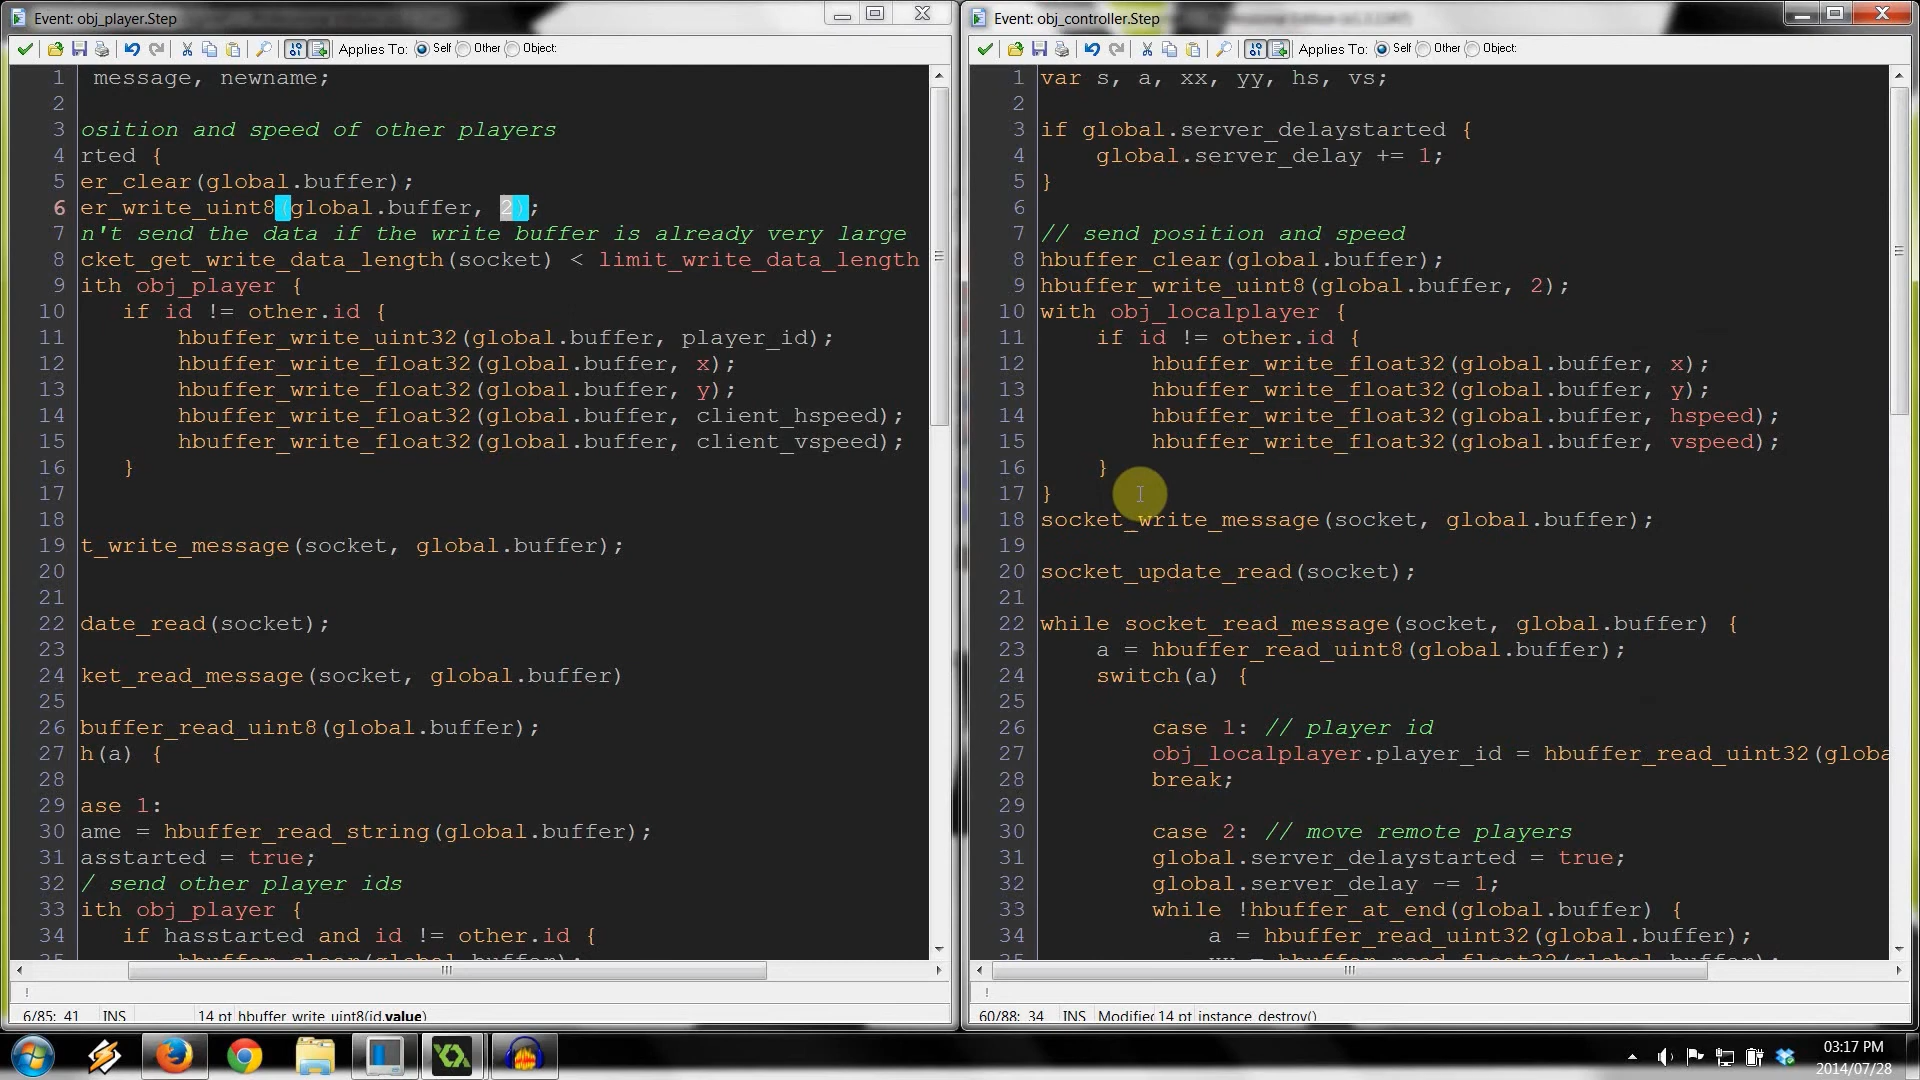 Event: obj_player.Step
Applies To: Self Other Object:
1 message, newname;
2
3 osition and speed of other players
4 rted {
5 er_clear(global.buffer);
6 er_write_uint8(global.buffer, 2);
7 n't send the data if the write buffer is already very large
8 cket_get_write_data_length(socket) < limit_write_data_length
9 ith obj_player {
10 if id != other.id {
11 hbuffer_write_uint32(global.buffer, player_id);
12 hbuffer_write_float32(global.buffer, x);
13 hbuffer_write_float32(global.buffer, y);
14 hbuffer_write_float32(global.buffer, client_hspeed);
15 hbuffer_write_float32(global.buffer, client_vspeed);
16 }
17
18
19 t_write_message(socket, global.buffer);
20
21
22 date_read(socket);
23
24 ket_read_message(socket, global.buffer)
25
26 buffer_read_uint8(global.buffer);
27 h(a) {
28
29 ase 1:
30 ame = hbuffer_read_string(global.buffer);
31 asstarted = true;
32 / send other player ids
33 ith obj_player {
34 if hasstarted and id != other.id {
6/85: 41 INS 14 pt hbuffer_write_uint8(id,value)
Event: obj_controller.Step
Applies To: Self Other Object:
1 var s, a, xx, yy, hs, vs;
2
3 if global.server_delaystarted {
4 global.server_delay += 1;
5 }
6
7 // send position and speed
8 hbuffer_clear(global.buffer);
9 hbuffer_write_uint8(global.buffer, 2);
10 with obj_localplayer {
11 if id != other.id {
12 hbuffer_write_float32(global.buffer, x);
13 hbuffer_write_float32(global.buffer, y);
14 hbuffer_write_float32(global.buffer, hspeed);
15 hbuffer_write_float32(global.buffer, vspeed);
16 }
17 }
18 socket_write_message(socket, global.buffer);
19
20 socket_update_read(socket);
21
22 while socket_read_message(socket, global.buffer) {
23 a = hbuffer_read_uint8(global.buffer);
24 switch(a) {
25
26 case 1: // player id
27 obj_localplayer.player_id = hbuffer_read_uint32(globa
28 break;
29
30 case 2: // move remote players
31 global.server_delaystarted = true;
32 global.server_delay -= 1;
33 while !hbuffer_at_end(global.buffer) {
34 a = hbuffer_read_uint32(global.buffer);
60/88: 34 INS Modified 14 pt instance_destroy()
03:17 PM
2014/07/28